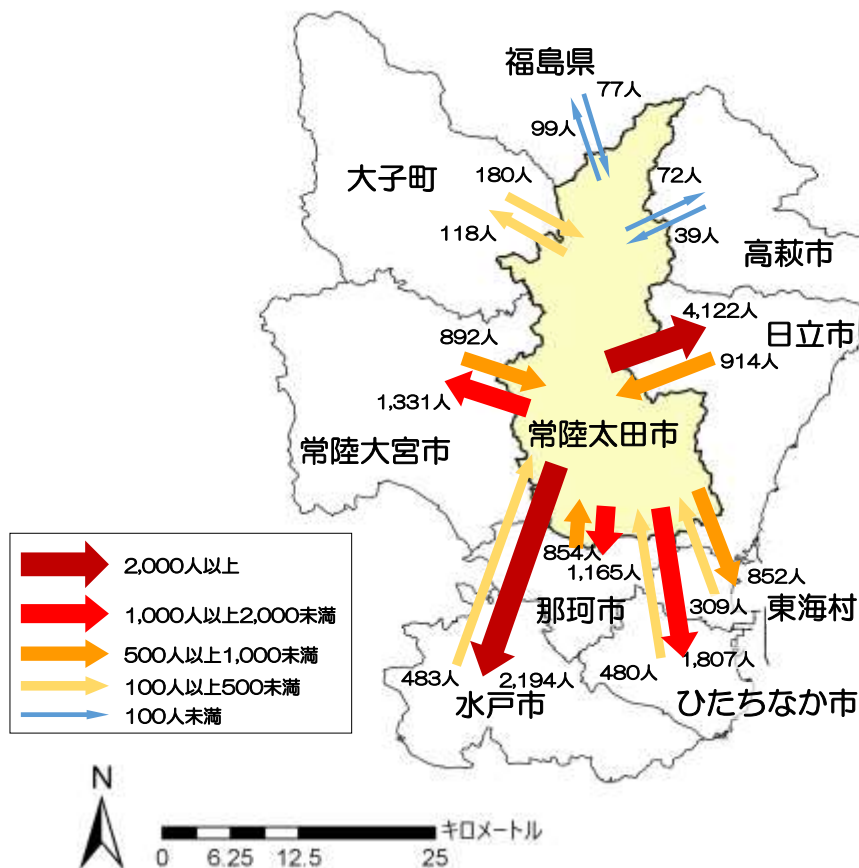 福島県
77人
99人
大子町
180人
72人
118人
39人
高萩市
4,122人
日立市
892人
914人
1,331人
常陸太田市
常陸大宮市
2,000人以上
1,000人以上2,000未満
500人以上1,000未満
100人以上500未満
100人未満
854人
1,165人
852人
309人
那珂市
東海村
483人
2,194人
480人
1,807人
水戸市
ひたちなか市
N
キロメートル
0 6.25 12.5 25